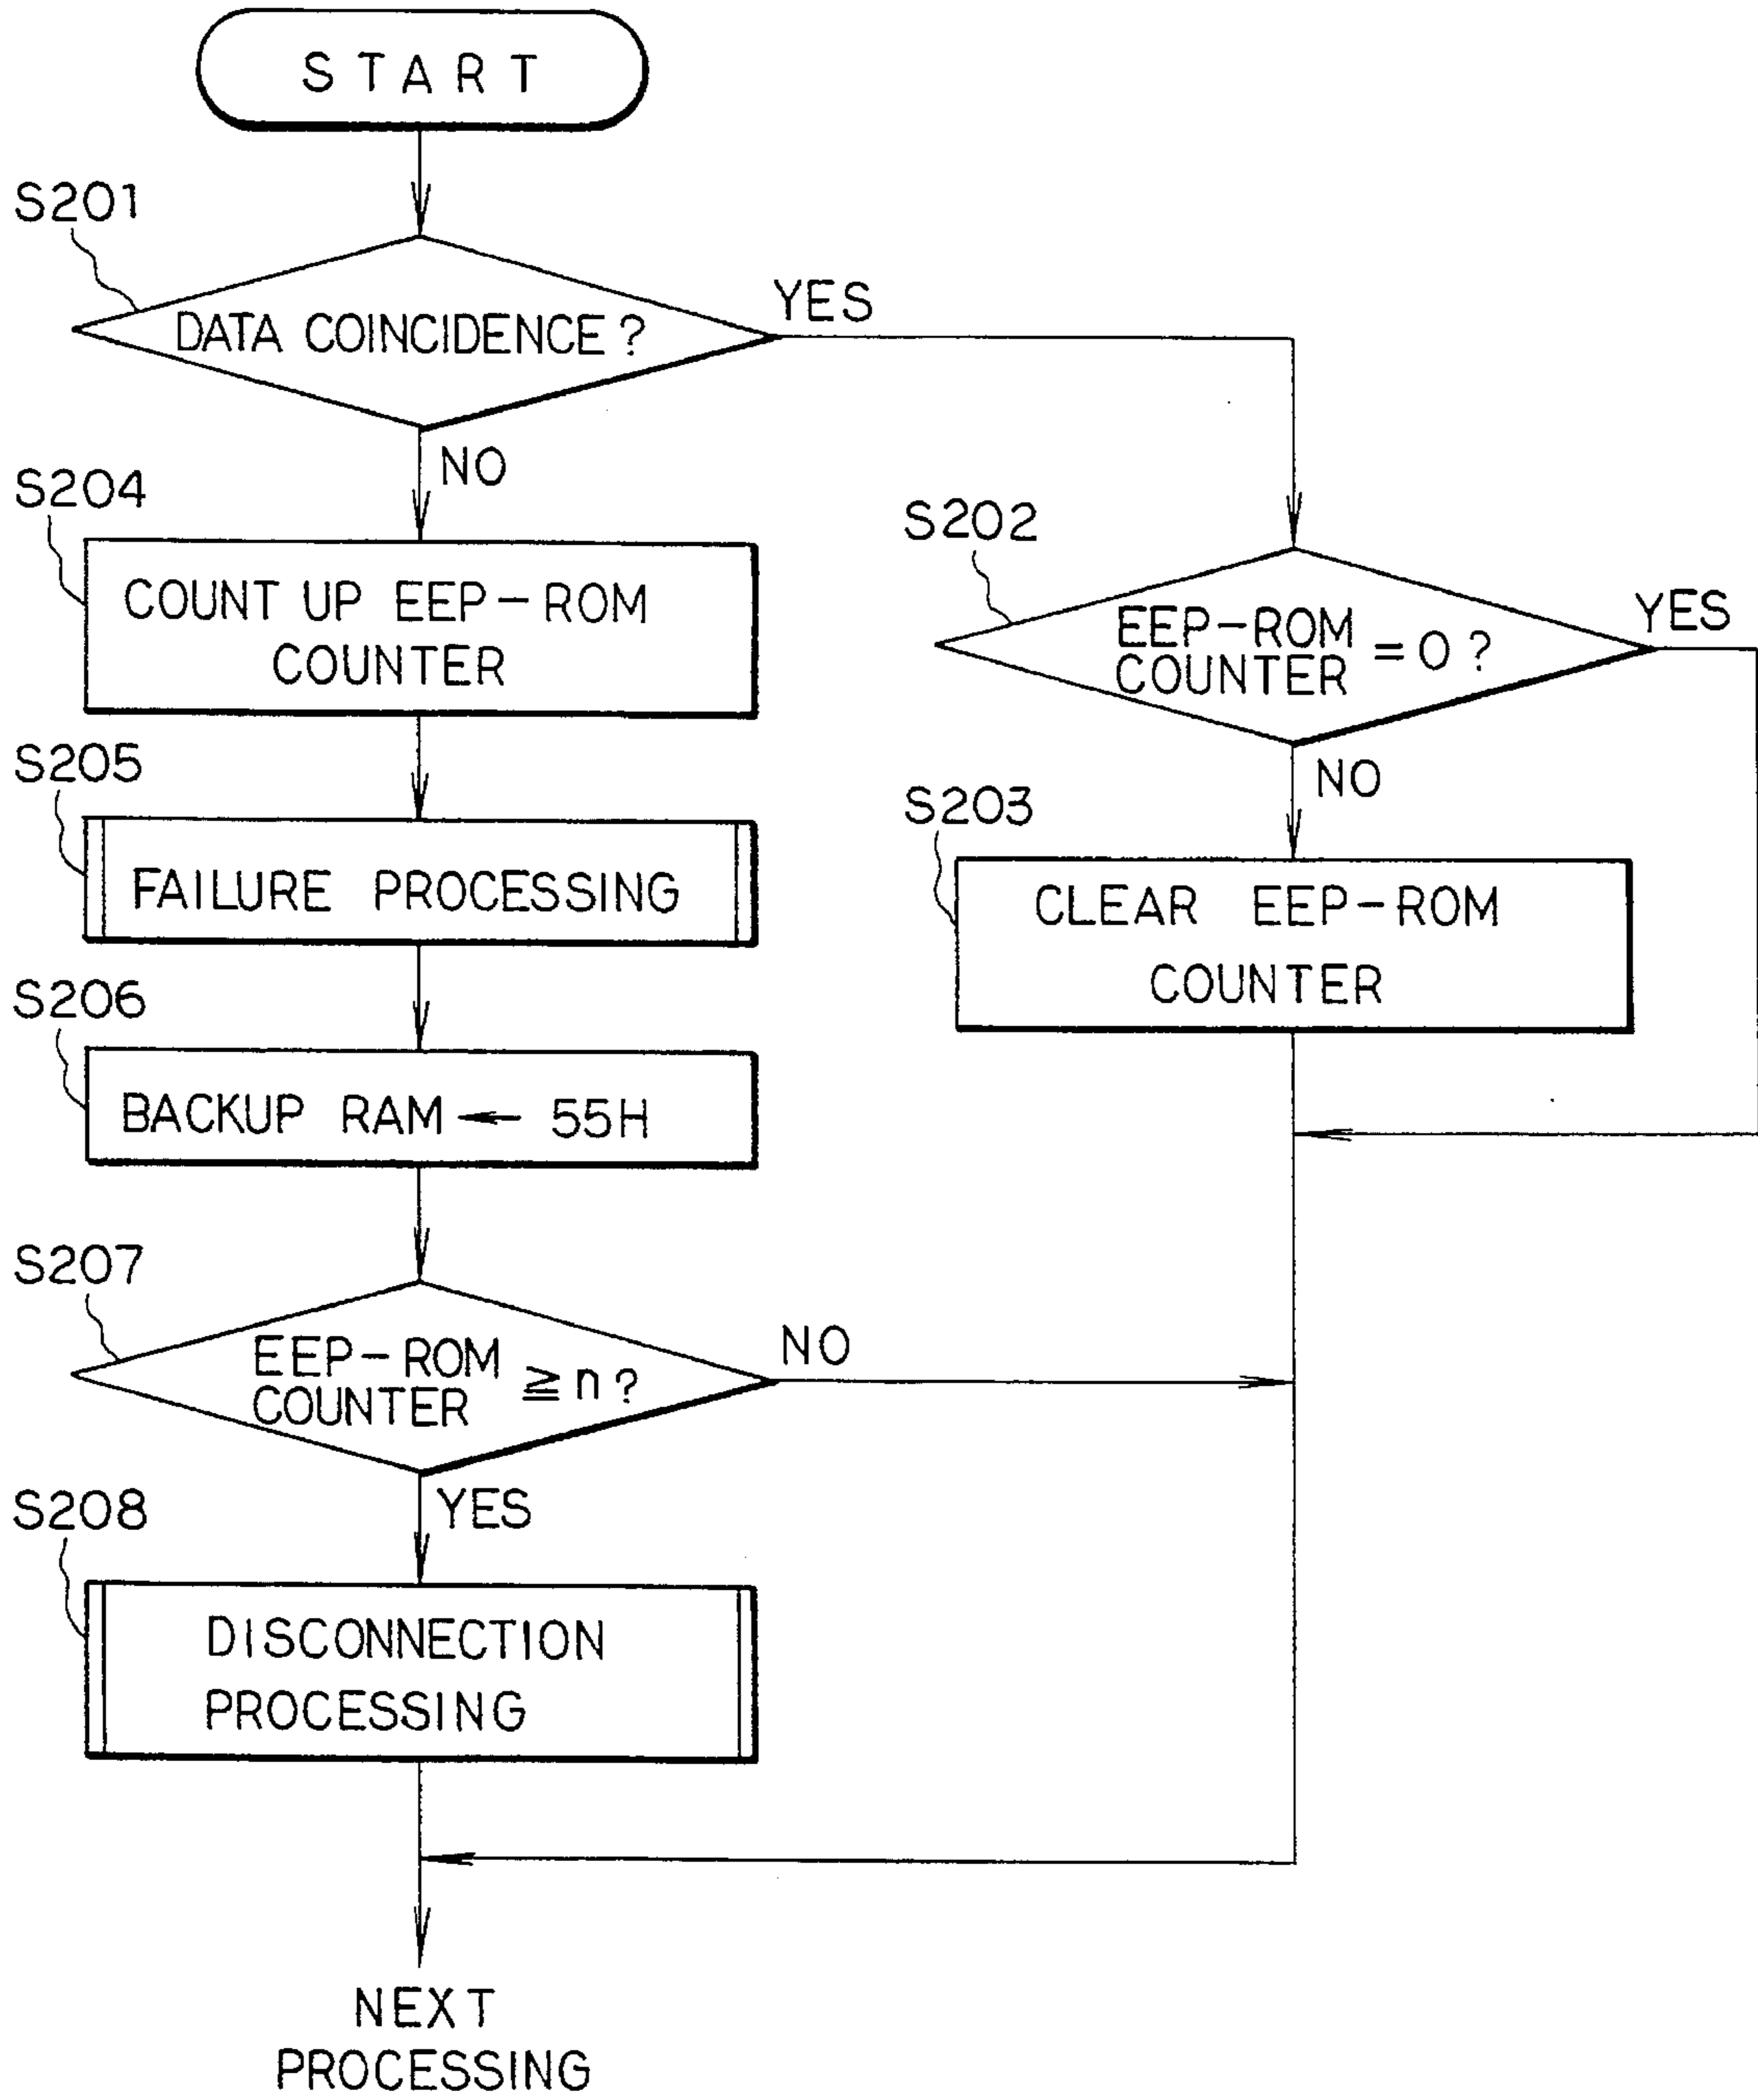 START
S201
DATA COINCIDENCE?
YES
NO
S204
COUNT UP EEP-ROM
COUNTER
S202
EEP-ROM
COUNTER = 0 ?
YES
NO
S205
FAILURE PROCESSING
S203
CLEAR EEP-ROM
COUNTER
S206
BACKUP RAM ← 55H
S207
EEP-ROM
COUNTER ≧ n ?
NO
YES
S208
DISCONNECTION
PROCESSING
NEXT
PROCESSING